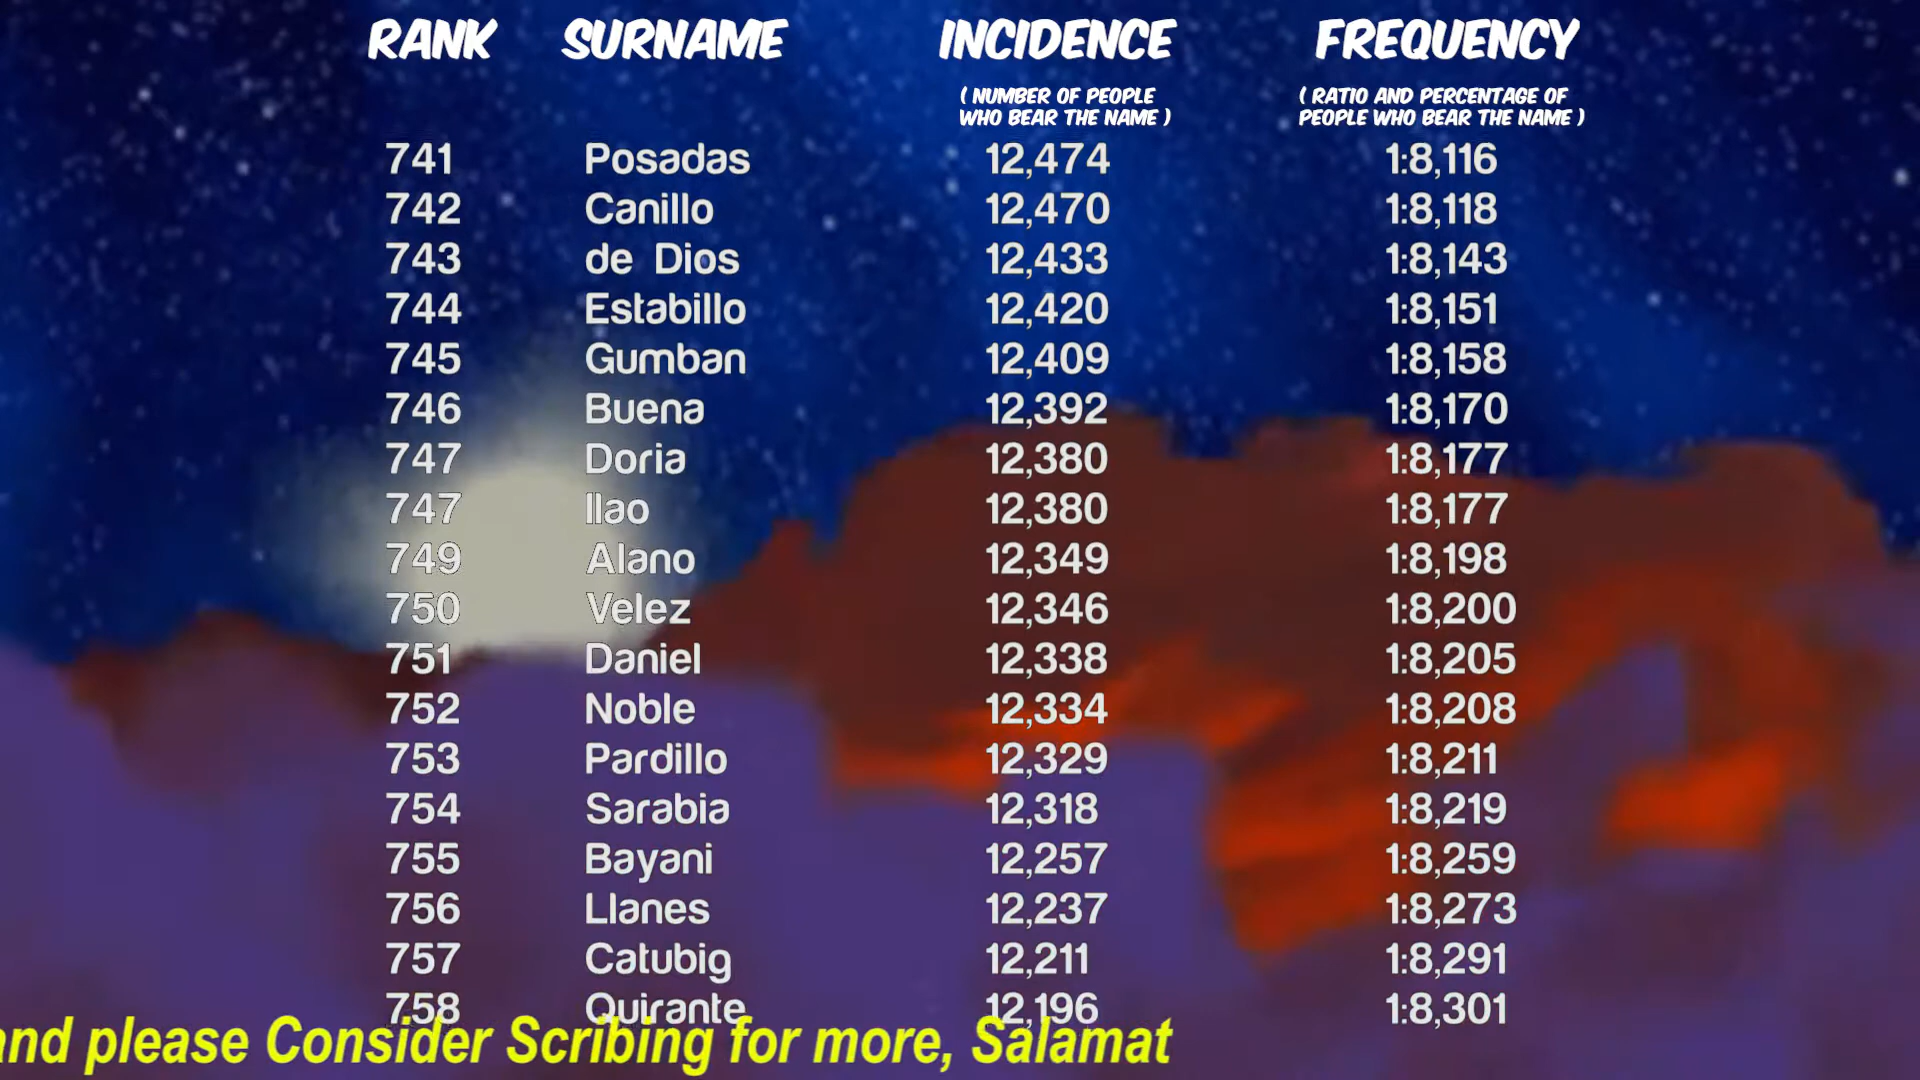 RANK SURNAME INCIDENCE FREQUENCY
( NUMBER OF PEOPLE WHO BEAR THE NAME ) ( RATIO AND PERCENTAGE OF PEOPLE WHO BEAR THE NAME )
741 Posadas 12,474 1:8,116
742 Canillo 12,470 1:8,118
743 de Dios 12,433 1:8,143
744 Estabillo 12,420 1:8,151
745 Gumban 12,409 1:8,158
746 Buena 12,392 1:8,170
747 Doria 12,380 1:8,177
747 Ilao 12,380 1:8,177
749 Alano 12,349 1:8,198
750 Velez 12,346 1:8,200
751 Daniel 12,338 1:8,205
752 Noble 12,334 1:8,208
753 Pardillo 12,329 1:8,211
754 Sarabia 12,318 1:8,219
755 Bayani 12,257 1:8,259
756 Llanes 12,237 1:8,273
757 Catubig 12,211 1:8,291
758 Quirante 12,196 1:8,301
and please Consider Scribing for more, Salamat